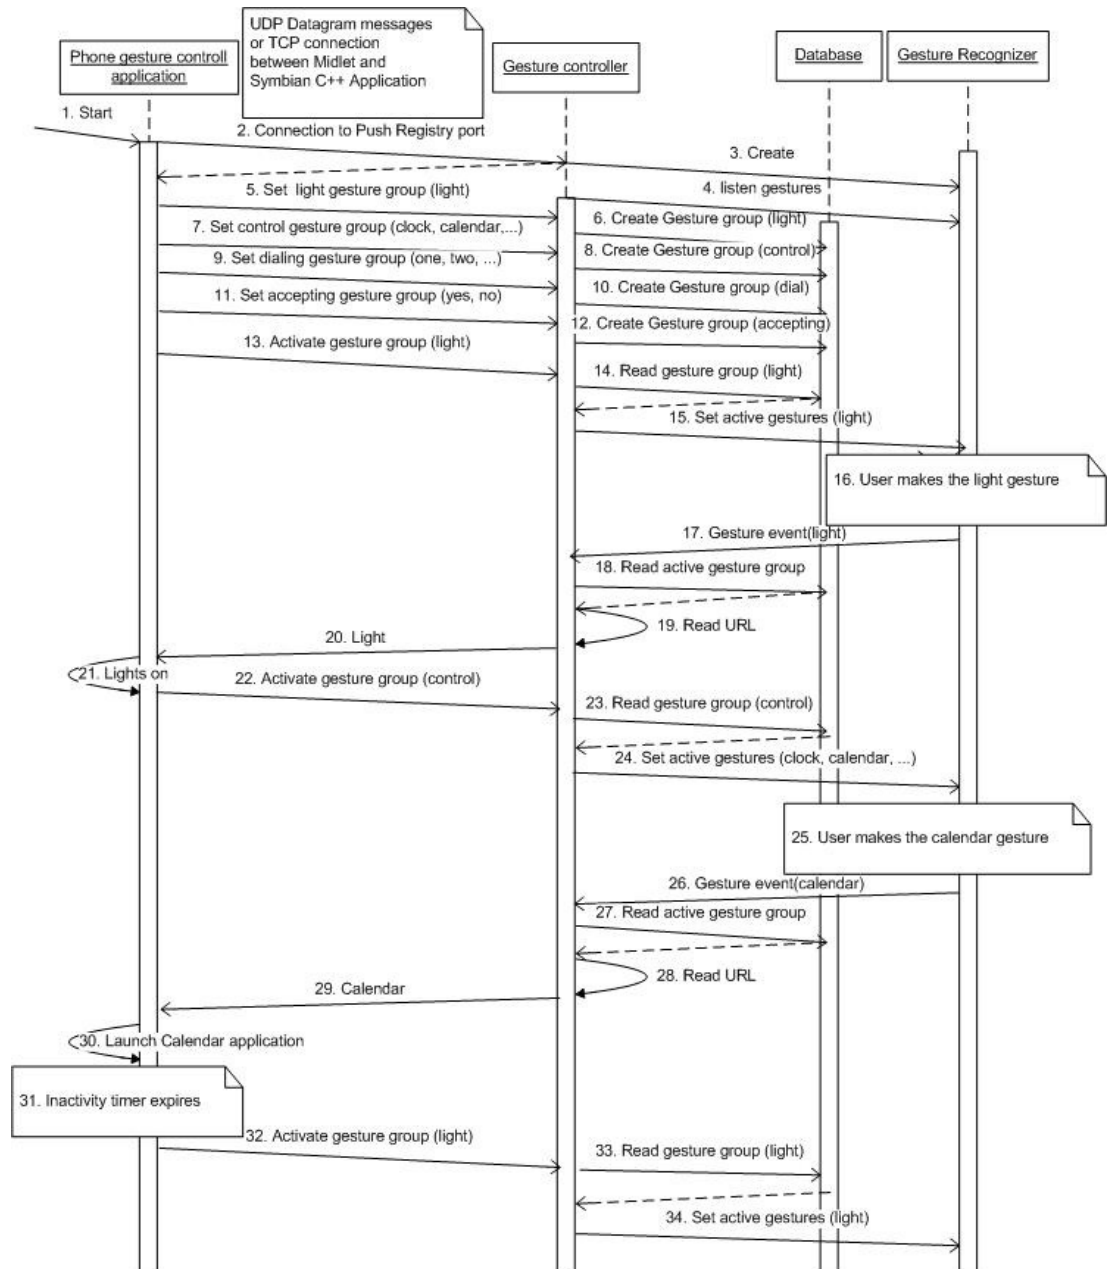 UDP Datagram messages
or TCP connection
between Midlet and
Symbian C++ Application
Phone gesture controll
application
Gesture controller
Database
Gesture Recognizer
1. Start
2. Connection to Push Registry port
3. Create
4. listen gestures
5. Set light gesture group (light)
6. Create Gesture group (light)
7. Set control gesture group (clock, calendar,...)
8. Create Gesture group (control)
9. Set dialing gesture group (one, two, ...)
10. Create Gesture group (dial)
11. Set accepting gesture group (yes, no)
12. Create Gesture group (accepting)
13. Activate gesture group (light)
14. Read gesture group (light)
15. Set active gestures (light)
16. User makes the light gesture
17. Gesture event(light)
18. Read active gesture group
19. Read URL
20. Light
21. Lights on
22. Activate gesture group (control)
23. Read gesture group (control)
24. Set active gestures (clock, calendar, ...)
25. User makes the calendar gesture
26. Gesture event(calendar)
27. Read active gesture group
28. Read URL
29. Calendar
30. Launch Calendar application
31. Inactivity timer expires
32. Activate gesture group (light)
33. Read gesture group (light)
34. Set active gestures (light)